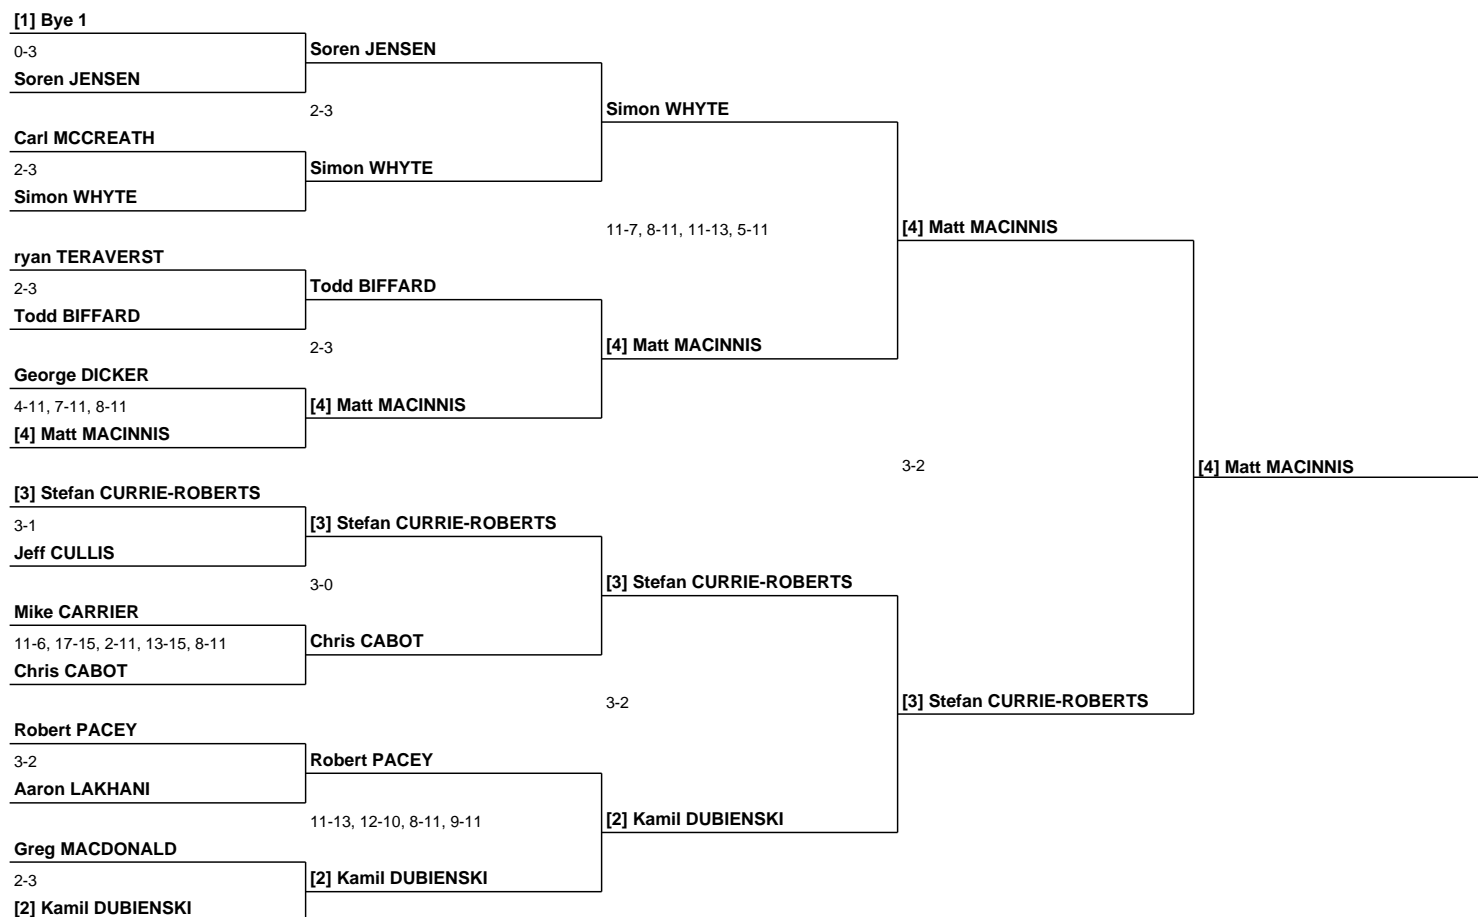 [1] Bye 1
0-3
Soren JENSEN
Carl MCCREATH
2-3
Simon WHYTE
ryan TERAVERST
2-3
Todd BIFFARD
George DICKER
4-11, 7-11, 8-11
[4] Matt MACINNIS
[3] Stefan CURRIE-ROBERTS
3-1
Jeff CULLIS
Mike CARRIER
11-6, 17-15, 2-11, 13-15, 8-11
Chris CABOT
Robert PACEY
3-2
Aaron LAKHANI
Greg MACDONALD
2-3
[2] Kamil DUBIENSKI
Soren JENSEN
2-3
Simon WHYTE
Todd BIFFARD
2-3
[4] Matt MACINNIS
[3] Stefan CURRIE-ROBERTS
3-0
Chris CABOT
Robert PACEY
11-13, 12-10, 8-11, 9-11
[2] Kamil DUBIENSKI
Simon WHYTE
11-7, 8-11, 11-13, 5-11
[4] Matt MACINNIS
[3] Stefan CURRIE-ROBERTS
3-2
[2] Kamil DUBIENSKI
[4] Matt MACINNIS
3-2
[3] Stefan CURRIE-ROBERTS
[4] Matt MACINNIS